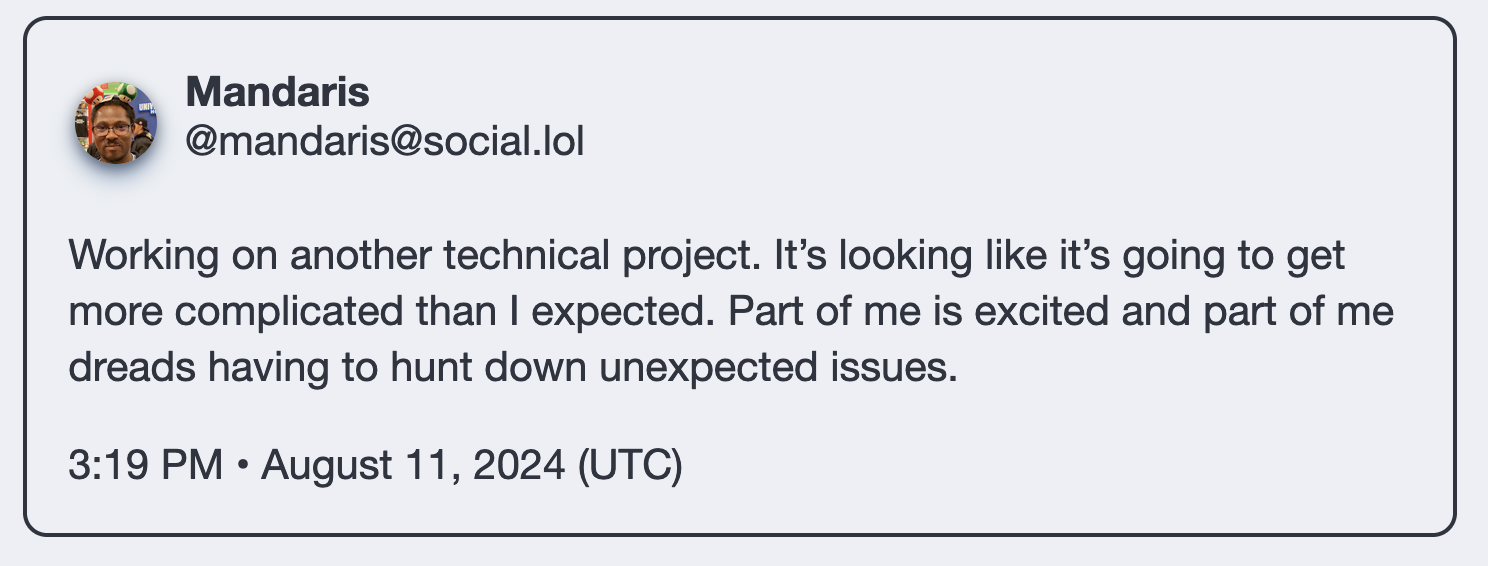 Mandaris
@mandaris@social.lol
Working on another technical project. It’s looking like it’s going to get
more complicated than I expected. Part of me is excited and part of me
dreads having to hunt down unexpected issues.
3:19 PM • August 11, 2024 (UTC)